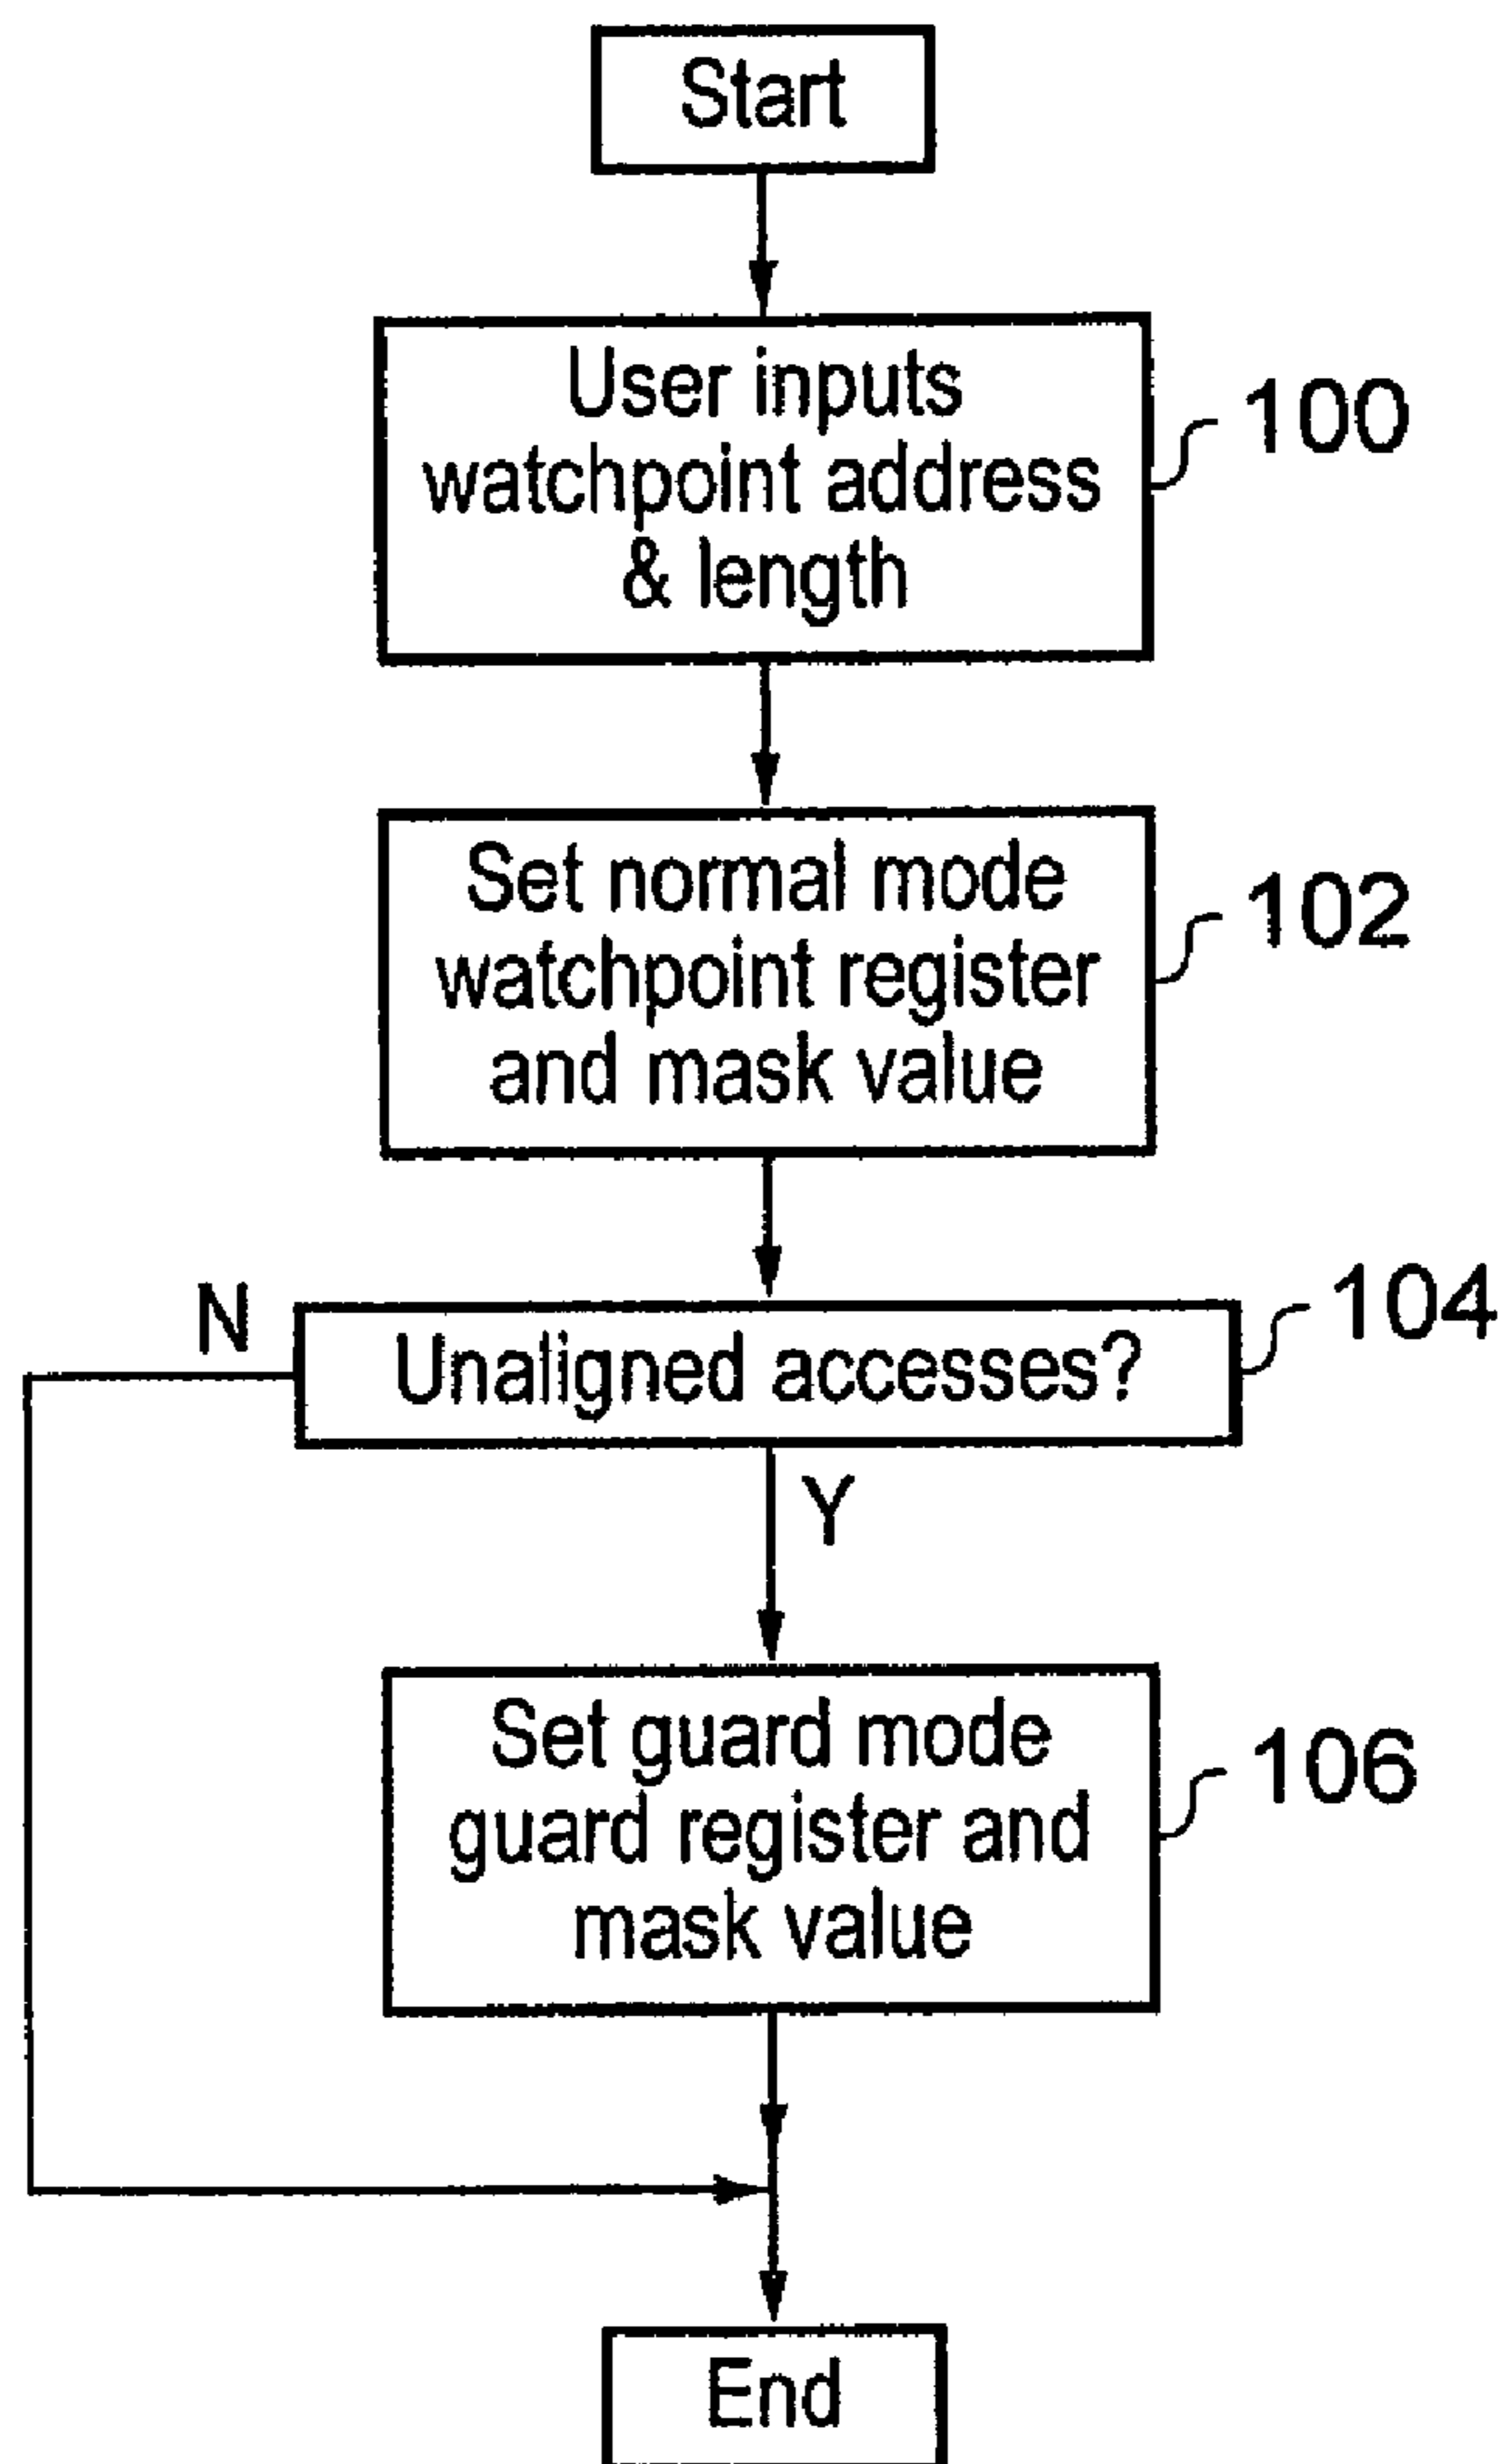 Start
User inputs
watchpoint address
& length
100
Set normal mode
watchpoint register
and mask value
102
N
Unaligned accesses?
104
Y
Set guard mode
guard register and
mask value
106
End